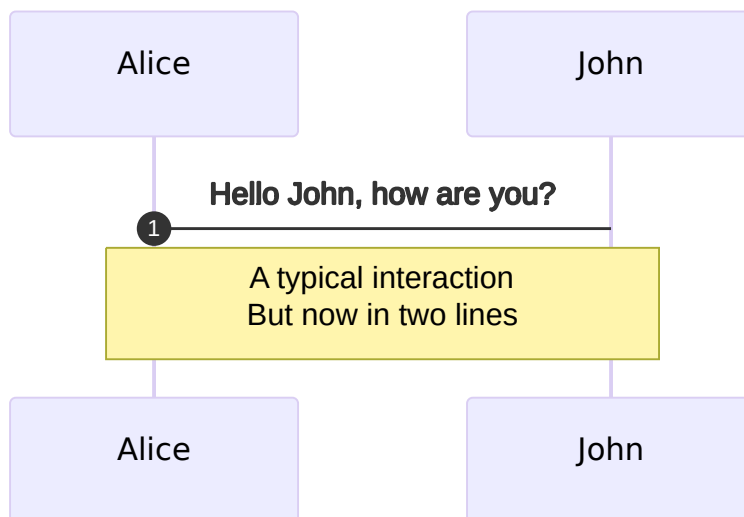 Alice
John
Hello John, how are you?
1
A typical interaction
But now in two lines
Alice
John